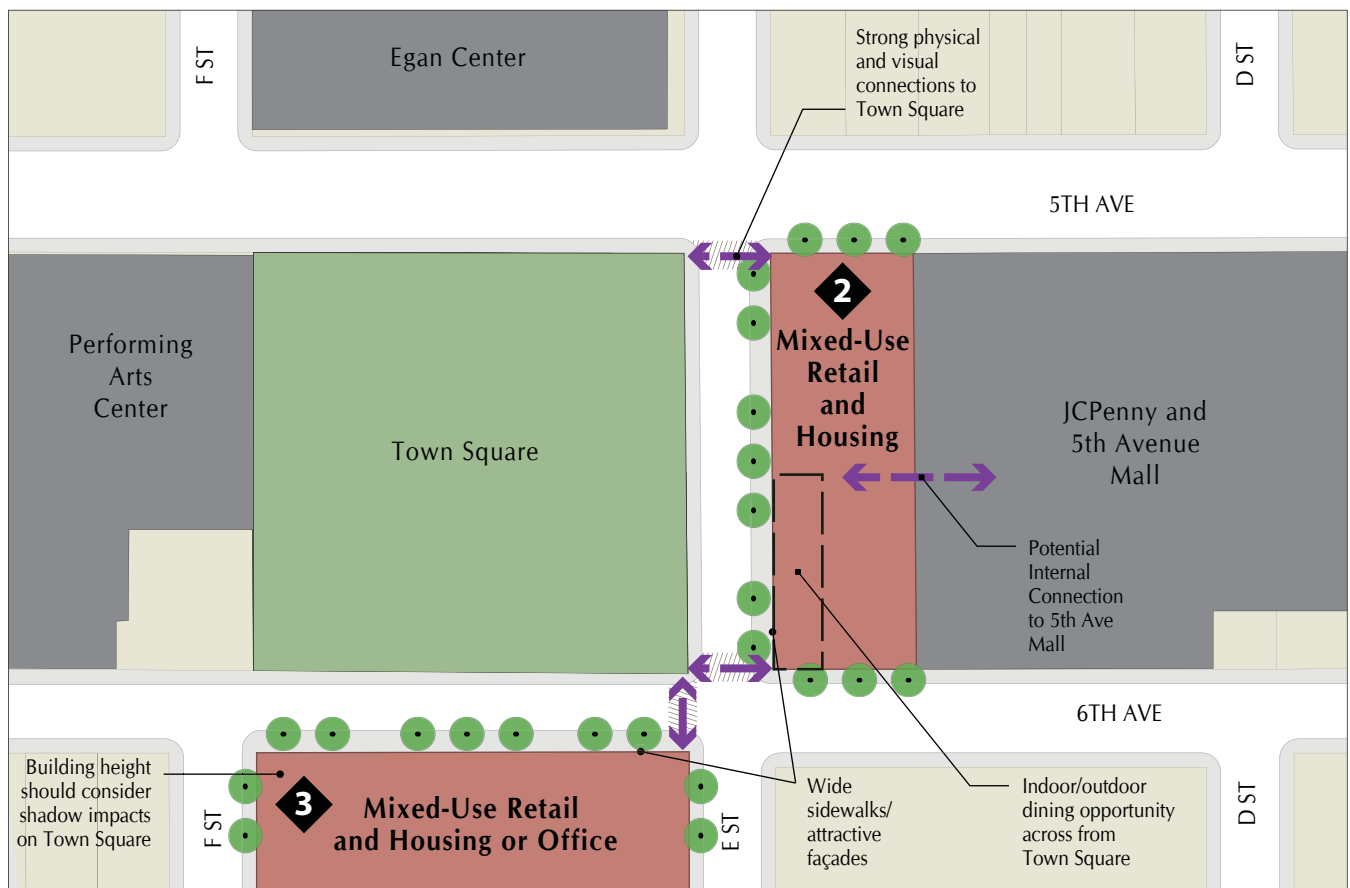 F ST
Egan Center
Strong physical
and visual
connections to
Town Square
D ST
5TH AVE
2
Mixed-Use
Retail
and
Housing
Performing
Arts
Center
Town Square
JCPenny and
5th Avenue
Mall
Potential
Internal
Connection
to 5th Ave
Mall
6TH AVE
Building height
should consider
shadow impacts
on Town Square
F ST
3
Mixed-Use Retail
and Housing or Office
E ST
Wide
sidewalks/
attractive
façades
Indoor/outdoor
dining opportunity
across from
Town Square
D ST